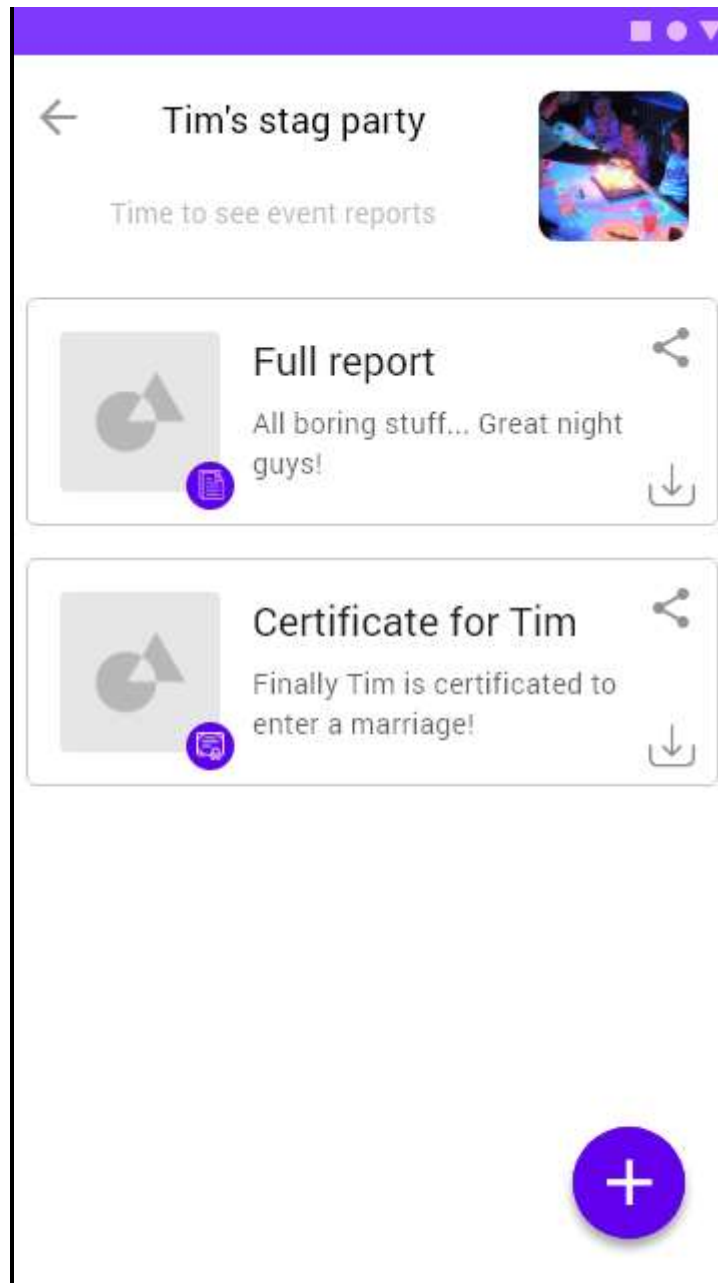 Tim's stag party
Time to see event reports
Full report
All boring stuff... Great night
guys!
Certificate for Tim
Finally Tim is certificated to
enter a marriage!